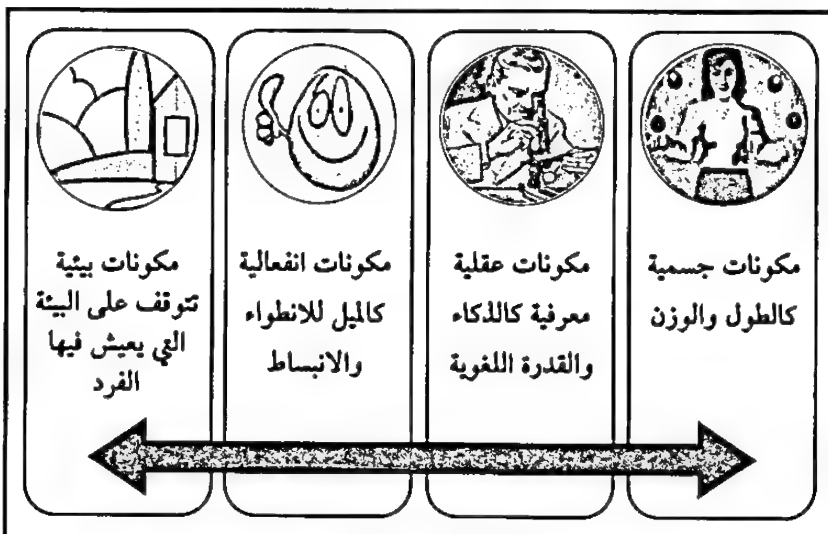 مكونات جسمية
كالطول والوزن
مكونات عقلية
معرفية كالذكاء
والقدرة اللغوية
مكونات انفعالية
كالميل للانطواء
والانبساط
مكونات بيئية
تتوقف على البيئة
التي يعيش فيها
الفرد